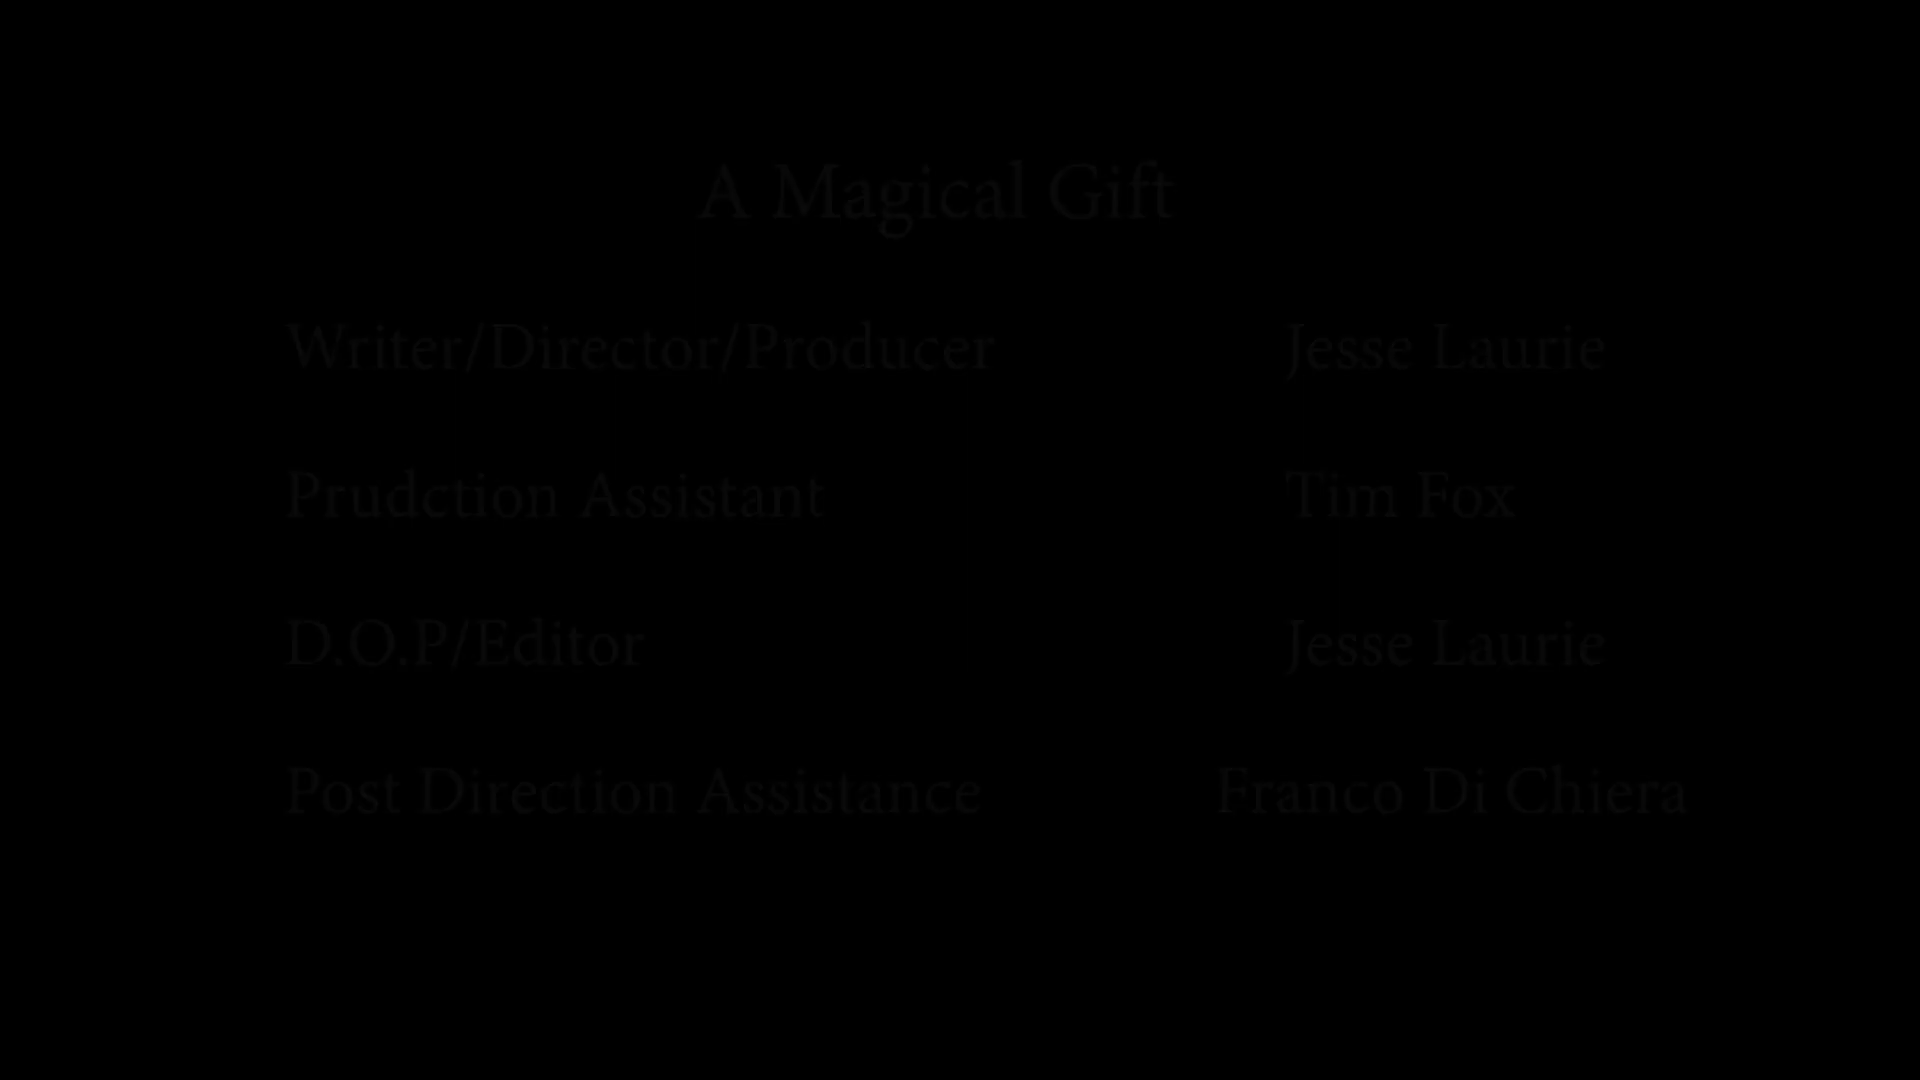 A Magical Gift
Writer/Director/Producer Jesse Laurie
Prudction Assistant Tim Fox
D.O.P/Editor Jesse Laurie
Post Direction Assistance Franco Di Chiera